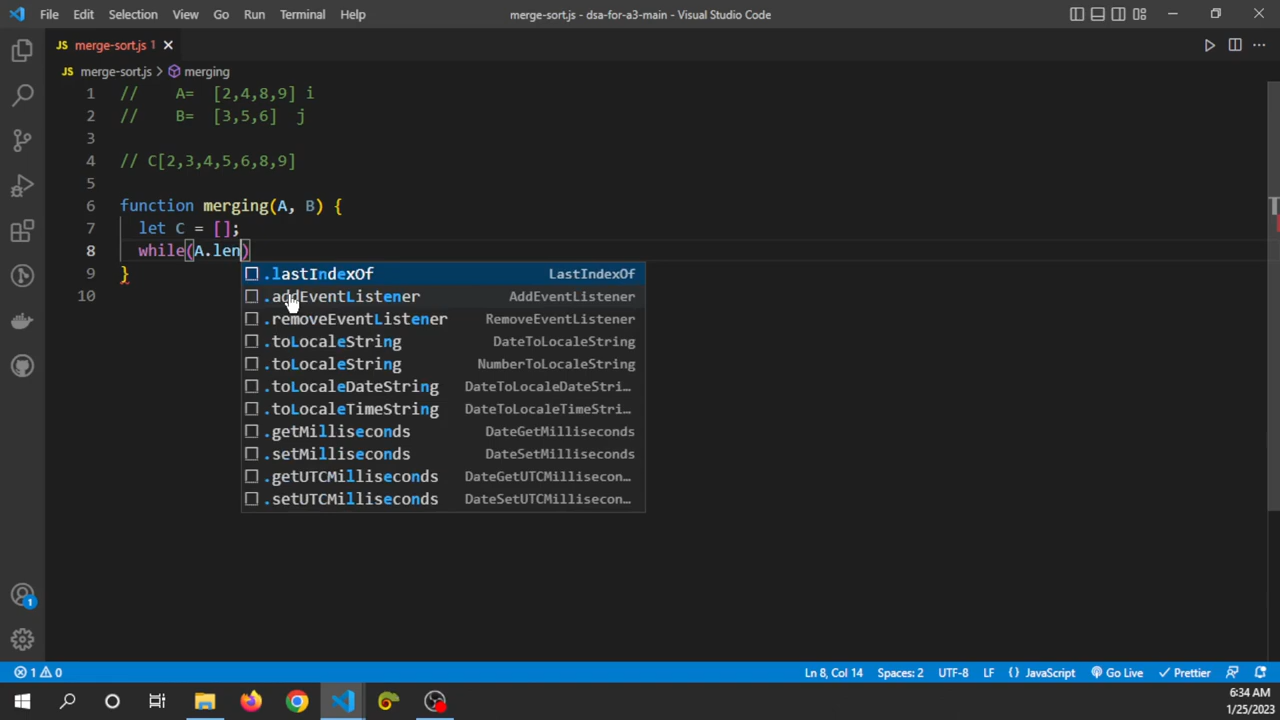 File Edit Selection View Go Run Terminal Help
merge-sort.js - dsa-for-a3-main - Visual Studio Code
JS merge-sort.js 1
JS merge-sort.js > merging
1 // A= [2,4,8,9] i
2 // B= [3,5,6] j
3
4 // C[2,3,4,5,6,8,9]
5
6 function merging(A, B) {
7 let C = [];
8 while(A.len)
9 }
10
.lastIndexOf LastIndexOf
.addEventListener AddEventListener
.removeEventListener RemoveEventListener
.toLocaleString DateToLocaleString
.toLocaleString NumberToLocaleString
.toLocaleDateString DateToLocaleDateStri...
.toLocaleTimeString DateToLocaleTimeStri...
.getMilliseconds DateGetMilliseconds
.setMilliseconds DateSetMilliseconds
.getUTCMilliseconds DateGetUTCMillisecon...
.setUTCMilliseconds DateSetUTCMillisecon...
1
1 0
Ln 8, Col 14 Spaces: 2 UTF-8 LF {} JavaScript Go Live Prettier
6:34 AM
1/25/2023